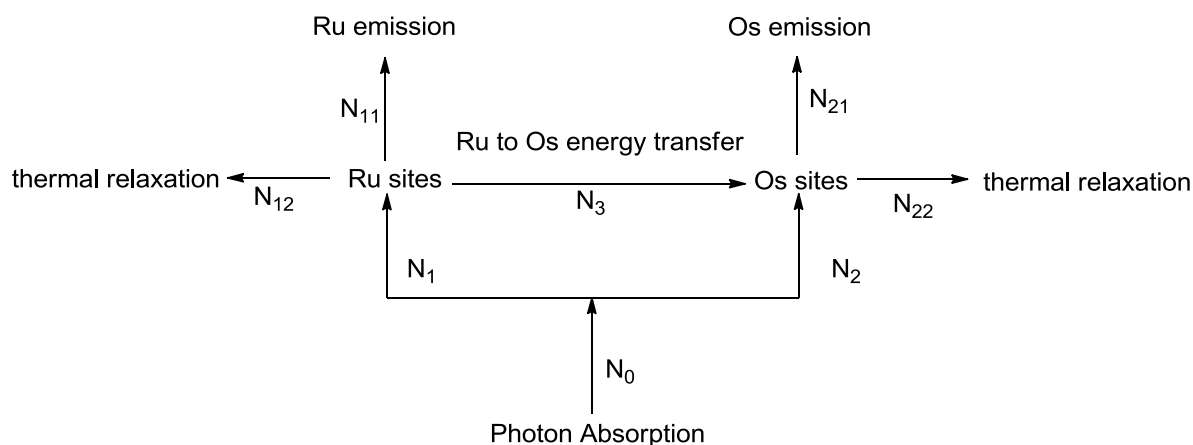 Ru emission
Os emission
N₁₁
N₂₁
Ru to Os energy transfer
thermal relaxation
N₁₂
Ru sites
N₃
Os sites
N₂₂
thermal relaxation
N₁
N₂
N₀
Photon Absorption